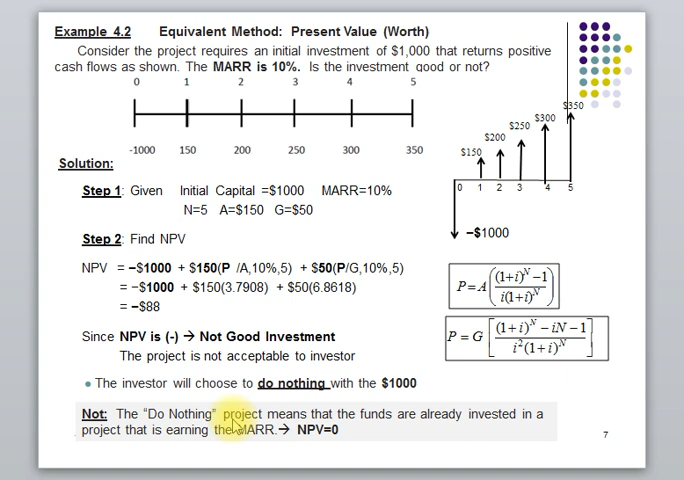 Example 4.2 Equivalent Method: Present Value (Worth)
Consider the project requires an initial investment of $1,000 that returns positive
cash flows as shown. The MARR is 10%. Is the investment good or not?
0 1 2 3 4 5
-1000 150 200 250 300 350
$150 $200 $250 $300 $350
0 1 2 3 4 5
−$1000
Solution:
Step 1: Given Initial Capital =$1000 MARR=10%
N=5 A=$150 G=$50
Step 2: Find NPV
NPV = −$1000 + $150(P /A,10%,5) + $50(P/G,10%,5)
= −$1000 + $150(3.7908) + $50(6.8618)
= −$88
P=A((1+i)^N −1 / i(1+i)^N)
P = G [(1+i)^N − iN −1 / i²(1+i)^N]
Since NPV is (-) → Not Good Investment
The project is not acceptable to investor
• The investor will choose to do nothing with the $1000
Not: The "Do Nothing" project means that the funds are already invested in a
project that is earning the MARR.→ NPV=0
7